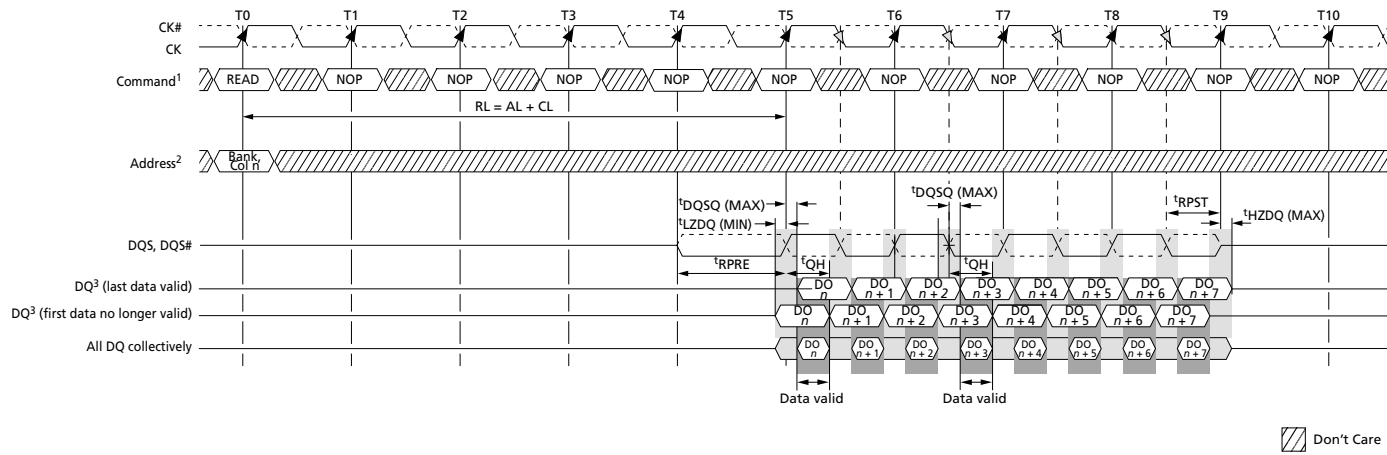 T0 T1 T2 T3 T4 T5 T6 T7 T8 T9 T10
CK#
CK
Command1 READ NOP NOP NOP NOP NOP NOP NOP NOP NOP NOP
RL = AL + CL
Address2 Bank, Col n
tDQSQ (MAX) tDQSQ (MAX) tRPST
tLZDQ (MIN) tHZDQ (MAX)
DQS, DQS#
tRPRE tQH tQH
DQ3 (last data valid) DO n DO n + 1 DO n + 2 DO n + 3 DO n + 4 DO n + 5 DO n + 6 DO n + 7
DQ3 (first data no longer valid) DO n DO n + 1 DO n + 2 DO n + 3 DO n + 4 DO n + 5 DO n + 6 DO n + 7
All DQ collectively DO n DO n + 1 DO n + 2 DO n + 3 DO n + 4 DO n + 5 DO n + 6 DO n + 7
Data valid Data valid
Don't Care